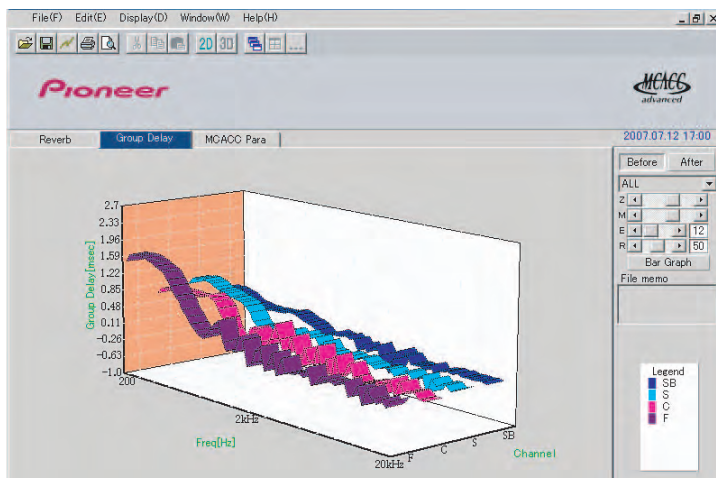 File(F) Edit(E) Display(D) Window(W) Help(H)
2D 3D
Pioneer
MCACC
advanced
Reverb Group Delay MCACC Para
2007.07.12 17:00
Before After
ALL
Z
M
E 12
R 50
Bar Graph
File memo
Group Delay[msec]
2.7
2.33
1.96
1.59
1.22
0.85
0.48
0.11
-0.26
-0.63
-1.0
200
2kHz
20kHz
Freq[Hz]
F
C
S
SB
Channel
Legend
SB
S
C
F